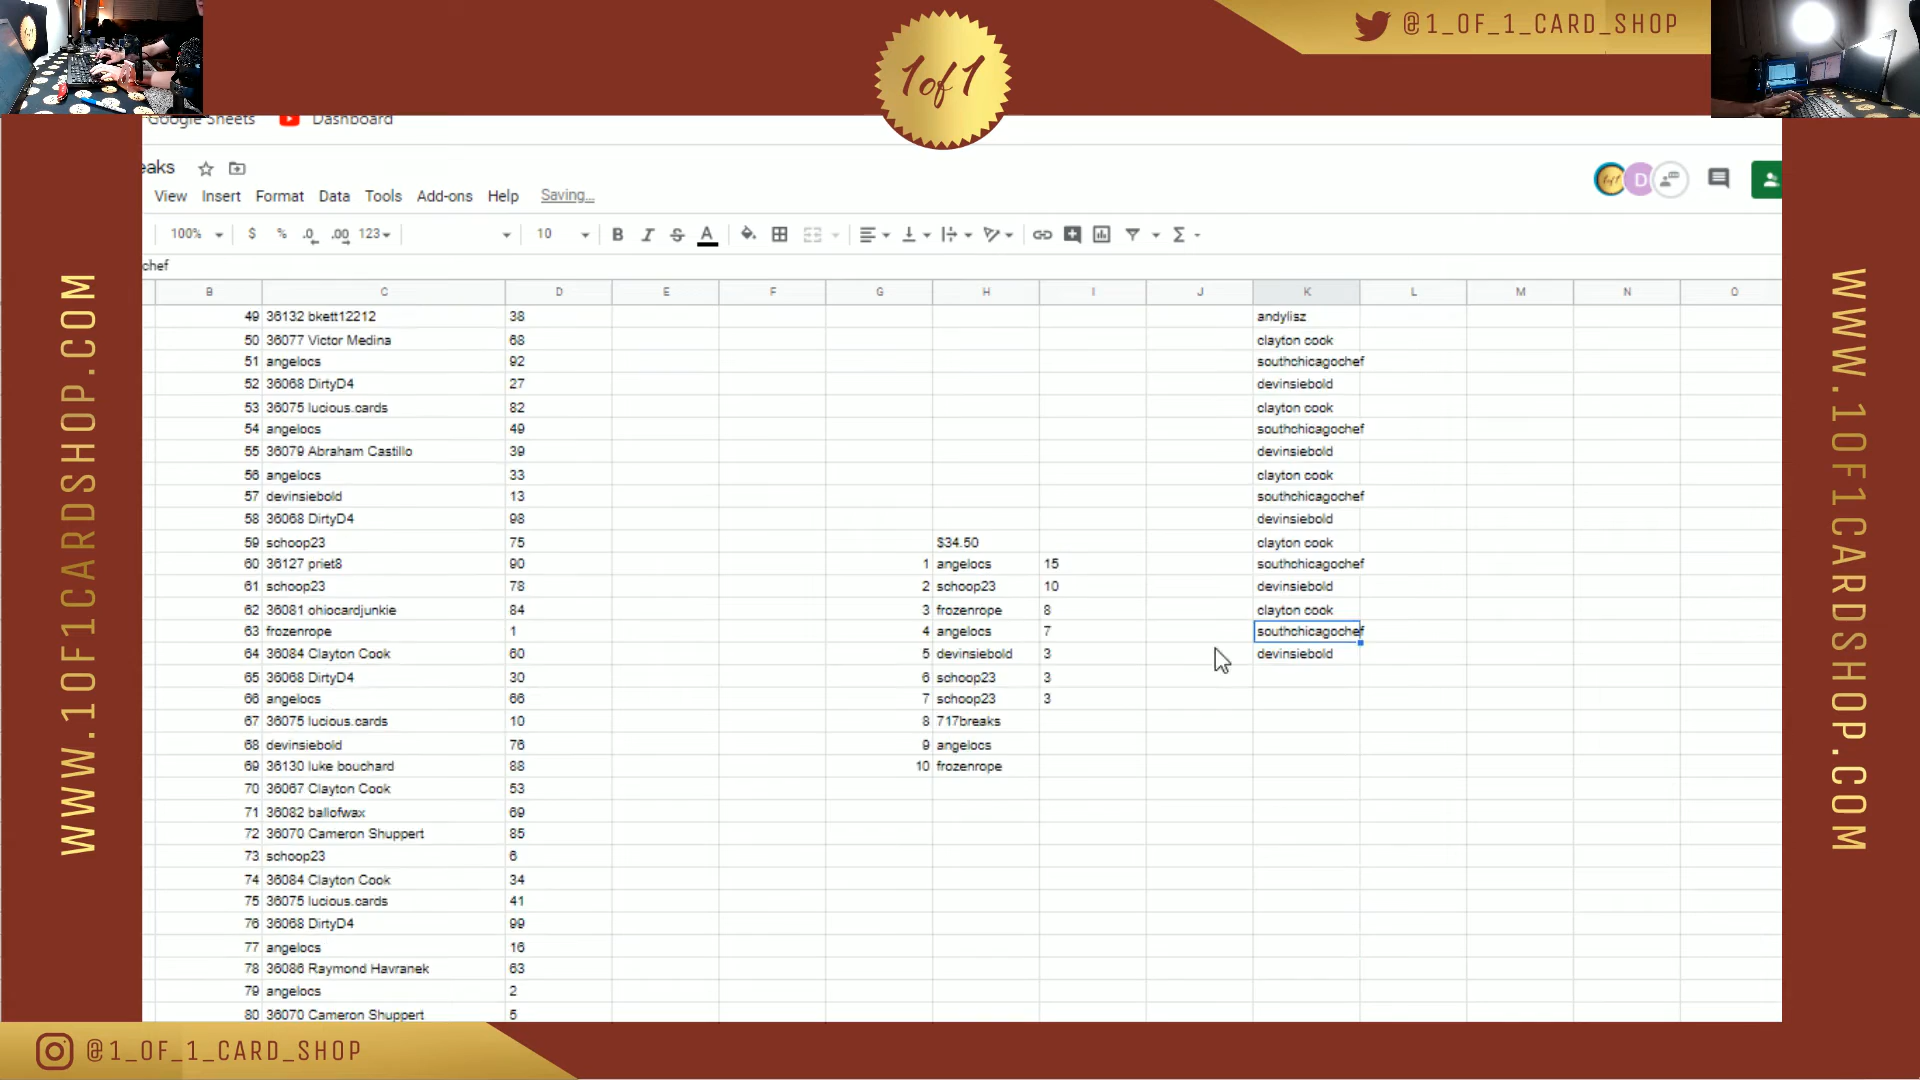 @1_OF_1_CARD_SHOP
1of1
Google Sheets Dashboard
eaks
View Insert Format Data Tools Add-ons Help Saving...
D
100% $ % .0 .00 123 10 B I S A
chef
B C D E F G H I J K L M N O
49 36132 bkett12212 38 andylisz
50 36077 Victor Medina 68 clayton cook
51 angelocs 92 southchicagochef
52 36068 DirtyD4 27 devinsiebold
53 36075 lucious.cards 82 clayton cook
54 angelocs 49 southchicagochef
55 36079 Abraham Castillo 39 devinsiebold
56 angelocs 33 clayton cook
57 devinsiebold 13 southchicagochef
58 36068 DirtyD4 98 devinsiebold
59 schoop23 75 $34.50 clayton cook
60 36127 priet8 90 1 angelocs 15 southchicagochef
61 schoop23 78 2 schoop23 10 devinsiebold
62 36081 ohiocardjunkie 84 3 frozenrope 8 clayton cook
63 frozenrope 1 4 angelocs 7 southchicagochef
64 36084 Clayton Cook 60 5 devinsiebold 3 devinsiebold
65 36068 DirtyD4 30 6 schoop23 3
66 angelocs 66 7 schoop23 3
67 36075 lucious.cards 10 8 717breaks
68 devinsiebold 76 9 angelocs
69 36130 luke bouchard 88 10 frozenrope
70 36067 Clayton Cook 53
71 36082 ballofwax 69
72 36070 Cameron Shuppert 85
73 schoop23 6
74 36084 Clayton Cook 34
75 36075 lucious.cards 41
76 36068 DirtyD4 99
77 angelocs 16
78 36086 Raymond Havranek 63
79 angelocs 2
80 36070 Cameron Shuppert 5
WWW.1OF1CARDSHOP.COM
WWW.1OF1CARDSHOP.COM
@1_OF_1_CARD_SHOP